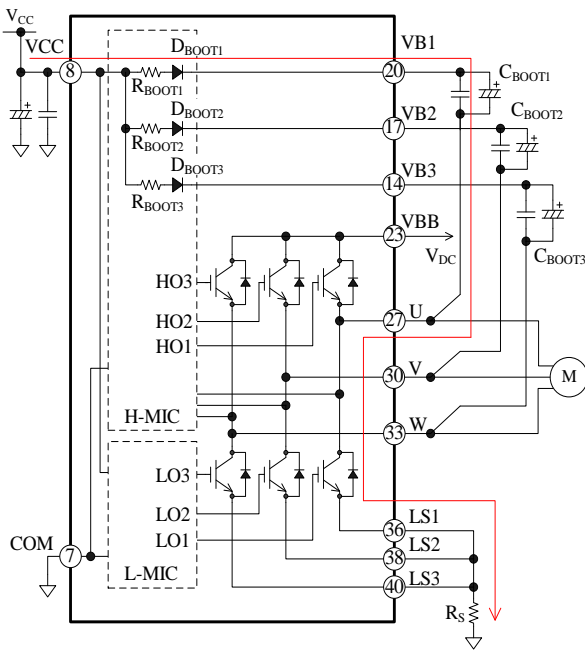 VCC
VCC
8
DBOOT1
RBOOT1
VB1
20
CBOOT1
DBOOT2
RBOOT2
VB2
17
CBOOT2
DBOOT3
RBOOT3
VB3
14
CBOOT3
VBB
23
VDC
HO3
HO2
HO1
U
27
V
30
M
W
33
H-MIC
LO3
LO2
LO1
LS1
36
LS2
38
LS3
40
COM
7
L-MIC
RS
+
+
+
+